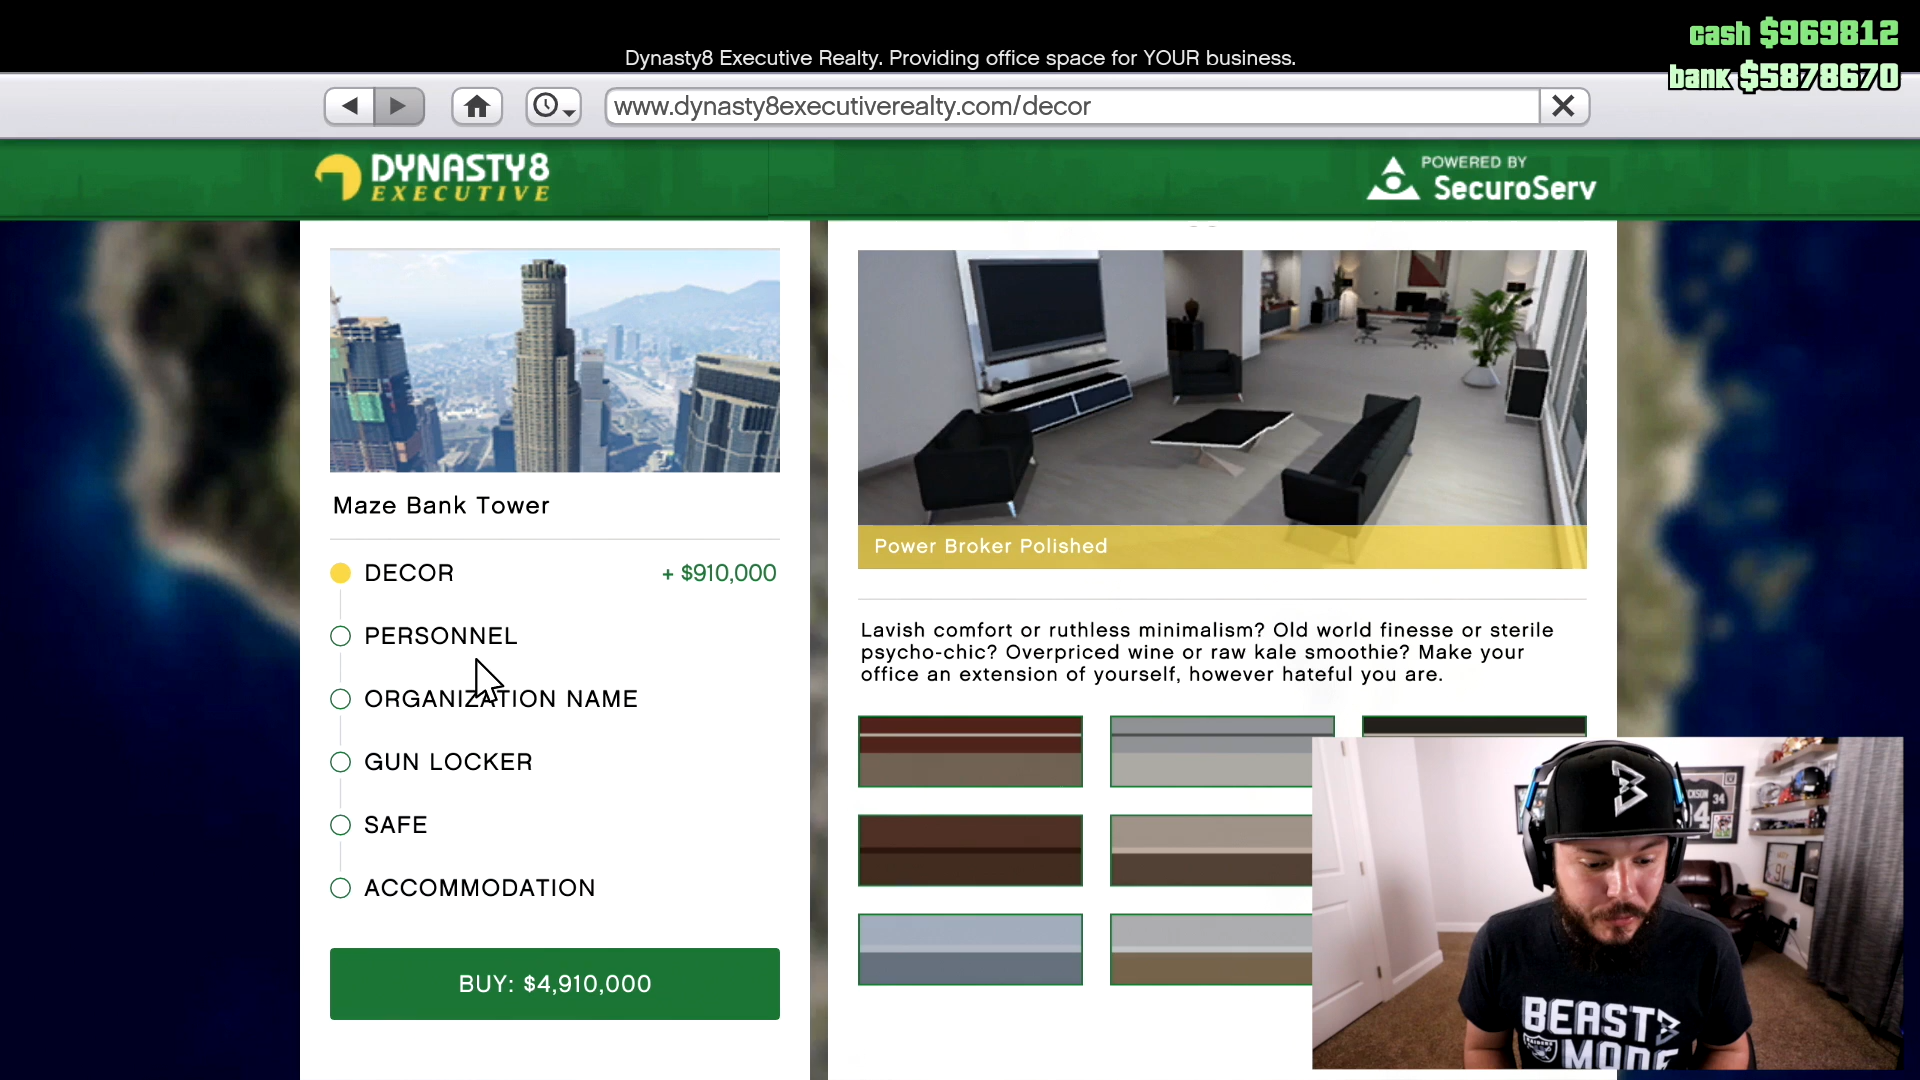 cash $969812
Dynasty8 Executive Realty. Providing office space for YOUR business.
bank $5878670
www.dynasty8executiverealty.com/decor
DYNASTY8
EXECUTIVE
POWERED BY
SecuroServ
Maze Bank Tower
DECOR + $910,000
PERSONNEL
ORGANIZATION NAME
GUN LOCKER
SAFE
ACCOMMODATION
BUY: $4,910,000
Power Broker Polished
Lavish comfort or ruthless minimalism? Old world finesse or sterile
psycho-chic? Overpriced wine or raw kale smoothie? Make your
office an extension of yourself, however hateful you are.
34
BEAST
MODE
RAIDERS